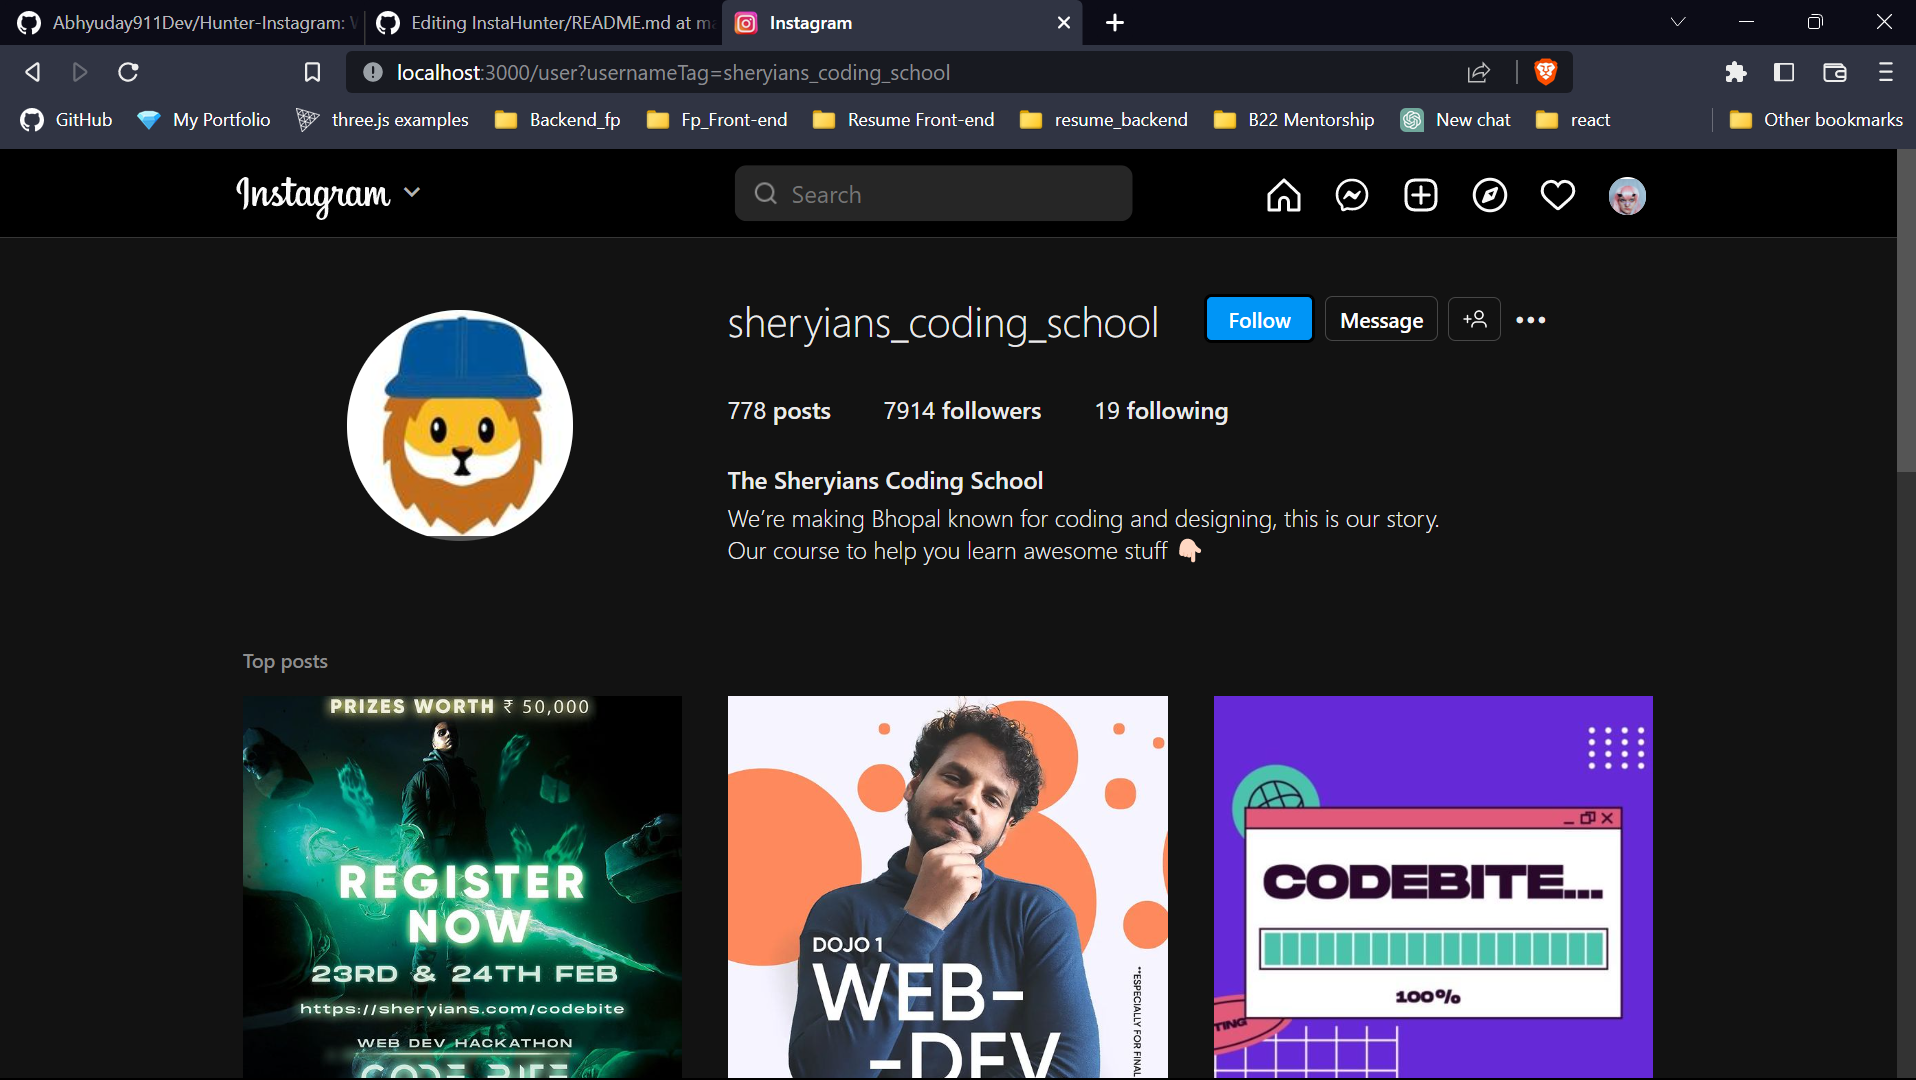 Abhyuday911Dev/Hunter-Instagram:
Editing InstaHunter/README.md at ma
Instagram
localhost:3000/user?usernameTag=sheryians_coding_school
GitHub
My Portfolio
three.js examples
Backend_fp
Fp_Front-end
Resume Front-end
resume_backend
B22 Mentorship
New chat
react
Other bookmarks
Instagram
Search
sheryians_coding_school
Follow
Message
778 posts
7914 followers
19 following
The Sheryians Coding School
We’re making Bhopal known for coding and designing, this is our story.
Our course to help you learn awesome stuff 👇🏻
Top posts
PRIZES WORTH ₹ 50,000
REGISTER
NOW
23RD & 24TH FEB
https://sheryians.com/codebite
WEB DEV HACKATHON
CODE BITE
DOJO 1
WEB-
-DEV
**ESPECIALLY FOR FINAL
CODEBITE...
100%
TING